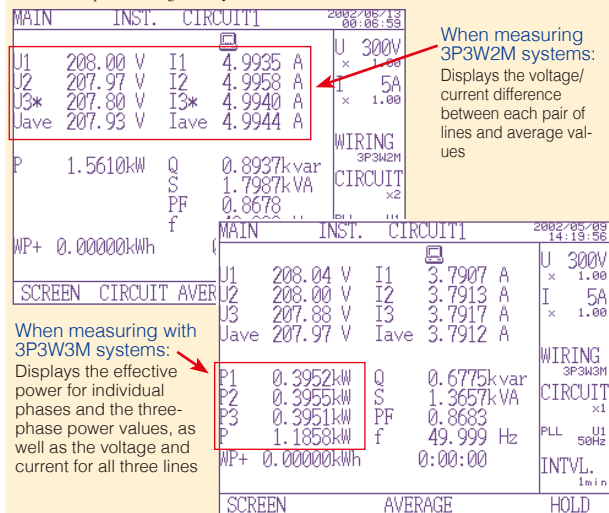 MAIN INST. CIRCUIT1 2002/06/13
00:06:59
U1 208.00 V I1 4.9935 A
U2 207.97 V I2 4.9958 A
U3* 207.80 V I3* 4.9940 A
Uave 207.93 V Iave 4.9944 A
P 1.5610kW Q 0.8937kvar
S 1.7987kVA
PF 0.8678
f
WP+ 0.00000kWh
SCREEN CIRCUIT AVER
U 300V
× 1.00
I 5A
× 1.00
WIRING
3P3W2M
CIRCUIT
×2
When measuring
3P3W2M systems:
Displays the voltage/
current difference
between each pair of
lines and average val-
ues
MAIN INST. CIRCUIT1 2002/05/09
14:19:56
U1 208.04 V I1 3.7907 A
U2 208.00 V I2 3.7913 A
U3 207.88 V I3 3.7917 A
Uave 207.97 V Iave 3.7912 A
P1 0.3952kW Q 0.6775kvar
P2 0.3955kW S 1.3657kVA
P3 0.3951kW PF 0.8683
P 1.1858kW f 49.999 Hz
WP+ 0.00000kWh 0:00:00
SCREEN AVERAGE HOLD
U 300V
× 1.00
I 5A
× 1.00
WIRING
3P3W3M
CIRCUIT
×1
PLL U1
50Hz
INTVL.
1min
When measuring with
3P3W3M systems:
Displays the effective
power for individual
phases and the three-
phase power values, as
well as the voltage and
current for all three lines